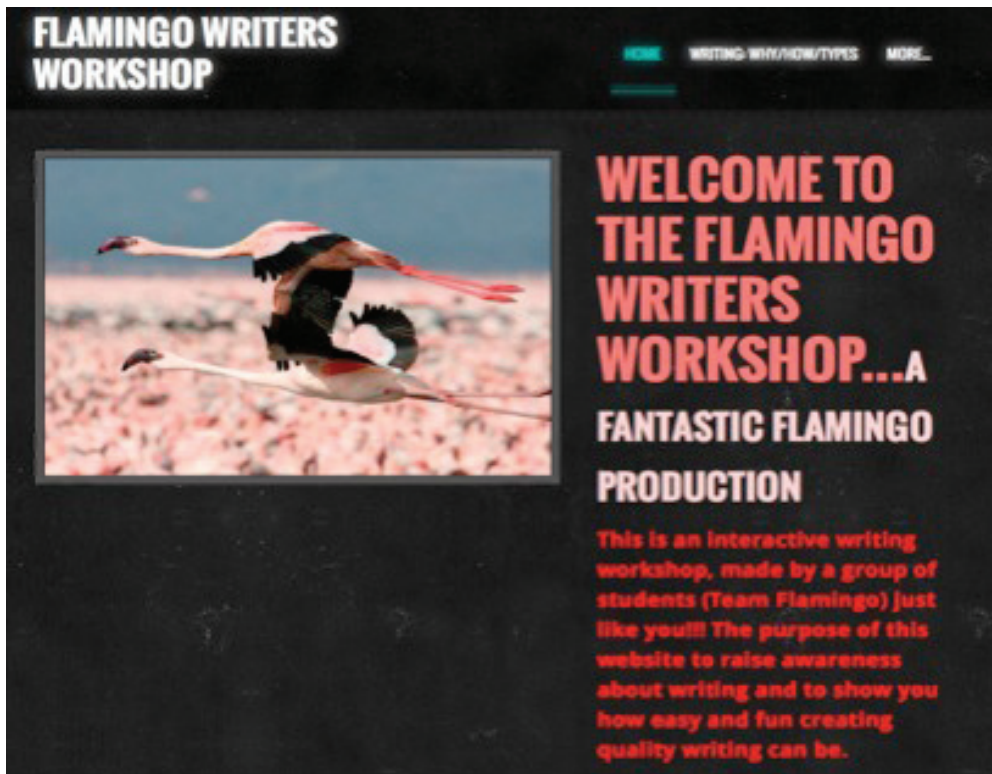 FLAMINGO WRITERS
WORKSHOP
HOME WRITING: WHY/HOW/TYPES MORE...
WELCOME TO
THE FLAMINGO
WRITERS
WORKSHOP...A
FANTASTIC FLAMINGO
PRODUCTION
This is an interactive writing
workshop, made by a group of
students (Team Flamingo) just
like you!!! The purpose of this
website to raise awareness
about writing and to show you
how easy and fun creating
quality writing can be.